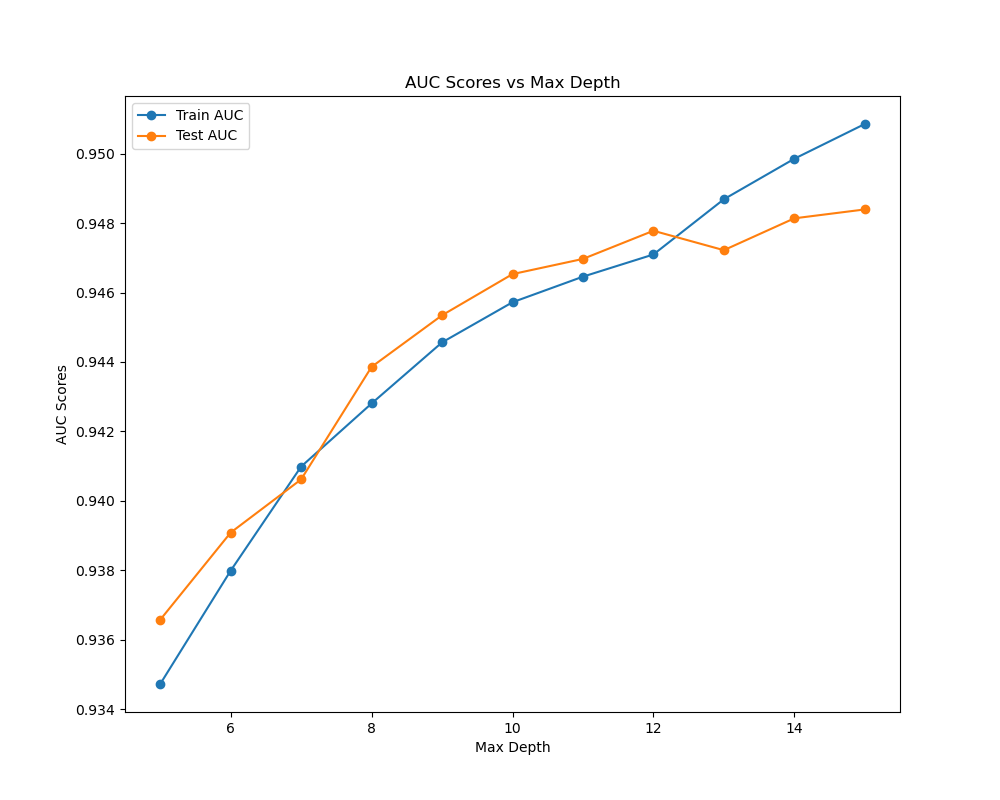 AUC Scores vs Max Depth
Train AUC
Test AUC
0.950
0.948
0.946
0.944
0.942
0.940
0.938
0.936
0.934
AUC Scores
6 8 10 12 14
Max Depth